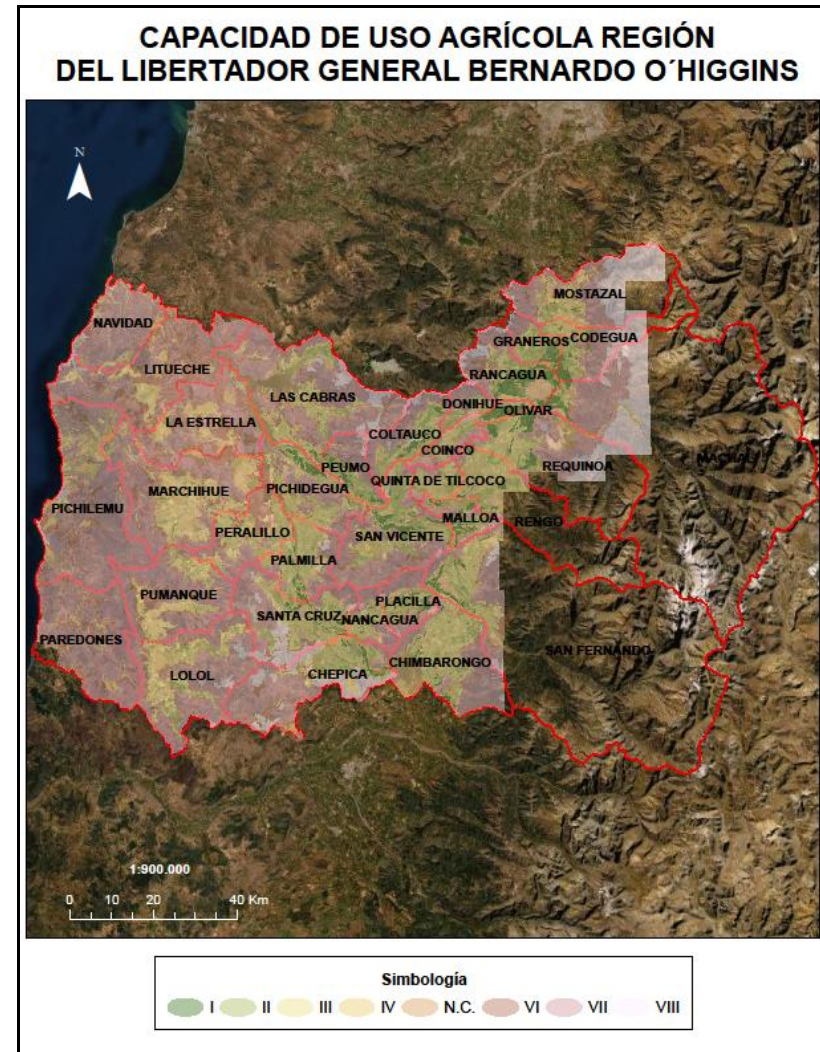 CAPACIDAD DE USO AGRÍCOLA REGIÓN
DEL LIBERTADOR GENERAL BERNARDO O´HIGGINS
N
MOSTAZAL
NAVIDAD
GRANEROS
CODEGUA
LITUECHE
RANCAGUA
LAS CABRAS
DONIHUE
OLIVAR
LA ESTRELLA
COLTAUCO
COINCO
MACHALI
PEUMO
REQUINOA
QUINTA DE TILCOCO
PICHIDEGUA
MARCHIHUE
PICHILEMU
MALLOA
RENGO
PERALILLO
SAN VICENTE
PALMILLA
PUMANQUE
PLACILLA
SANTA CRUZ
NANCAGUA
PAREDONES
SAN FERNANDO
CHIMBARONGO
LOLOL
CHEPICA
1:900.000
0 10 20 40 Km
Simbología
I II III IV N.C. VI VII VIII